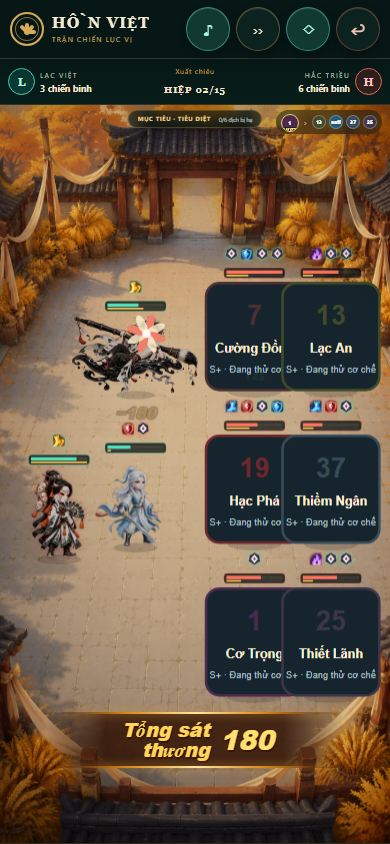 HỒN VIỆT
TRẬN CHIẾN LỤC VỊ
L
LẠC VIỆT
3 chiến binh
Xuất chiêu
HIỆP 02/15
HẮC TRIỀU
6 chiến binh
H
MỤC TIÊU · TIÊU DIỆT 0/6 địch bị hạ
1 13 37 25
7
Cường Đồn
S+ · Đang thử cơ
13
Lạc An
S+ · Đang thử cơ chế
-180
19
Hạc Phá
S+ · Đang thử cơ
37
Thiềm Ngân
S+ · Đang thử cơ chế
1
Cơ Trọng
S+ · Đang thử cơ
25
Thiết Lãnh
S+ · Đang thử cơ chế
Tổng sát
thương 180